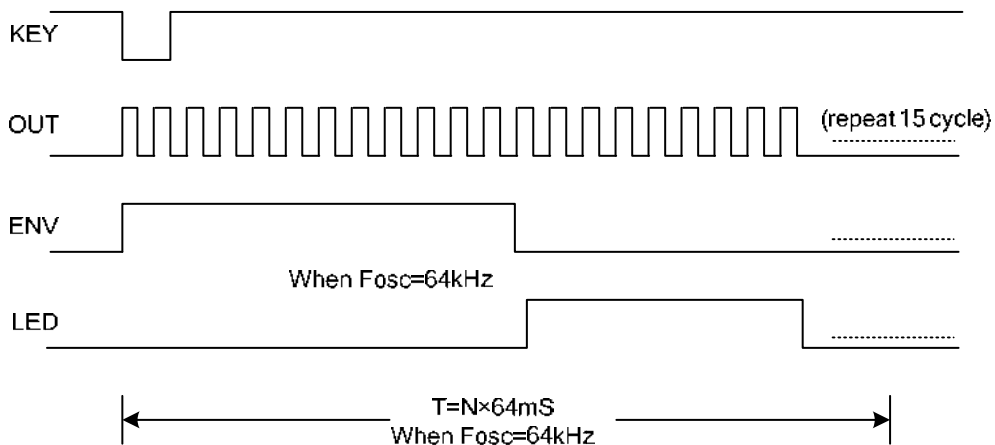 KEY
OUT
(repeat 15 cycle)
ENV
When Fosc=64kHz
LED
T=N×64mS
When Fosc=64kHz